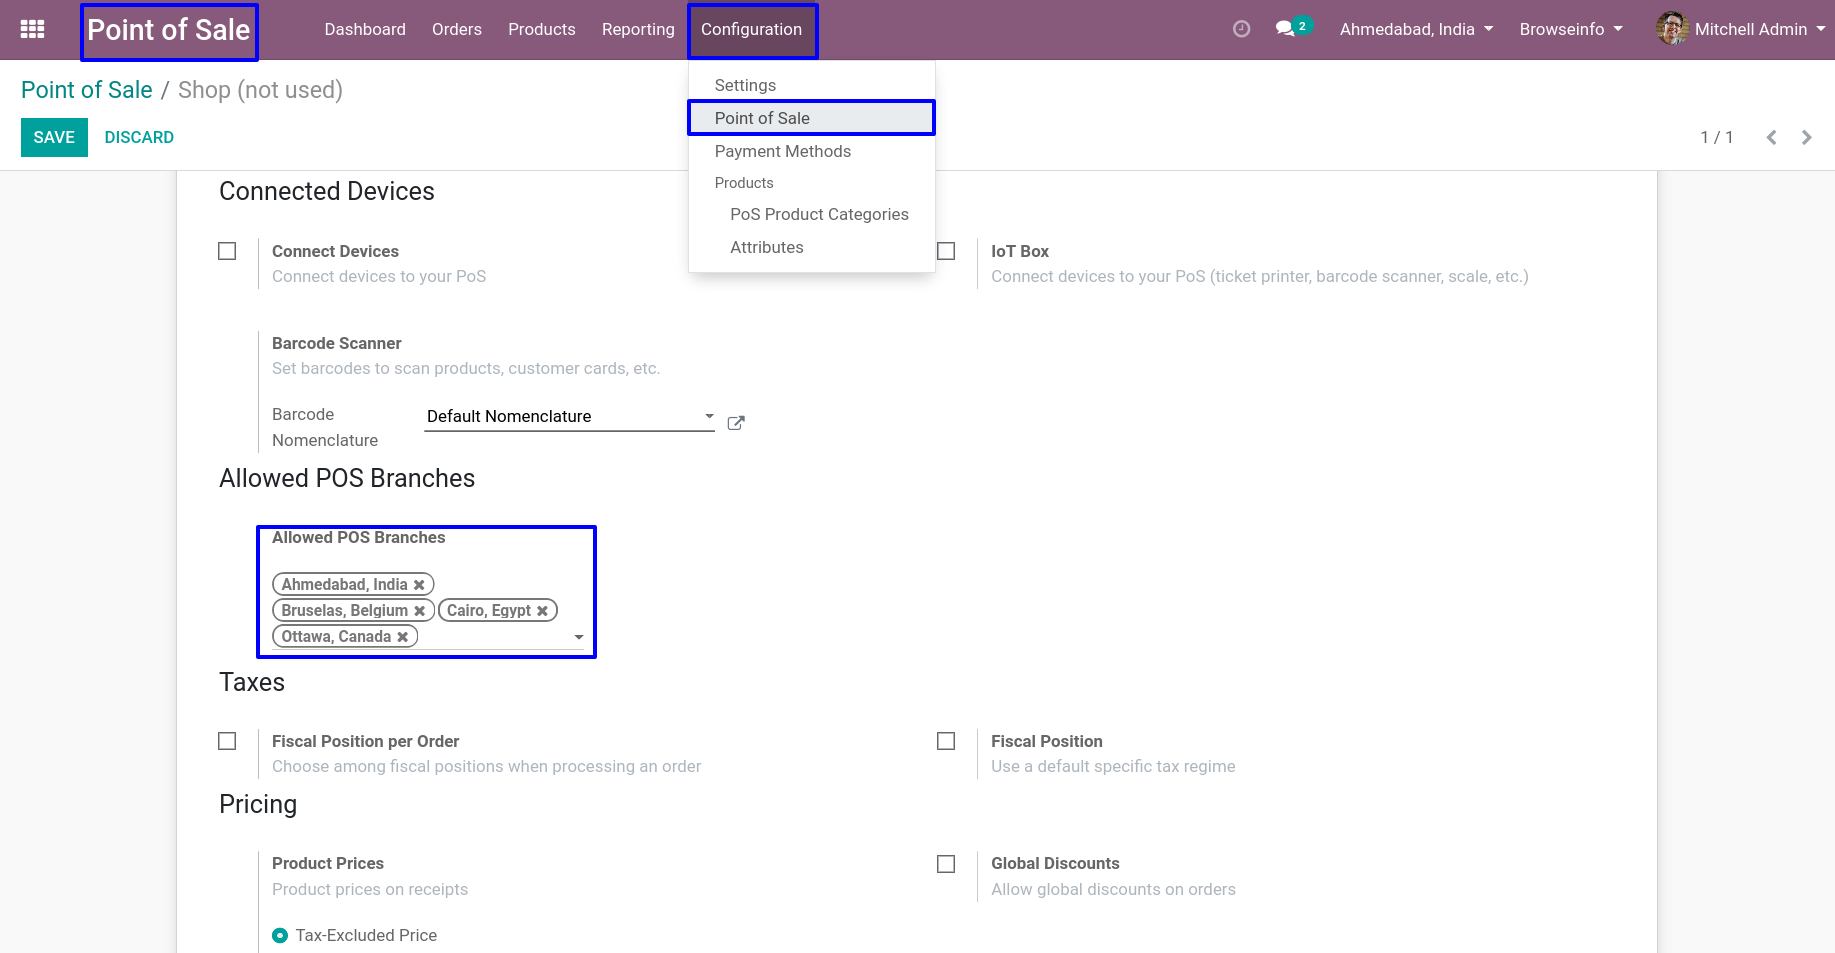 Point of Sale Dashboard Orders Products Reporting Configuration 2 Ahmedabad, India Browseinfo Mitchell Admin
Point of Sale / Shop (not used)
SAVE DISCARD
1 / 1
Settings
Point of Sale
Payment Methods
Products
PoS Product Categories
Attributes
Connected Devices
Connect Devices
Connect devices to your PoS
IoT Box
Connect devices to your PoS (ticket printer, barcode scanner, scale, etc.)
Barcode Scanner
Set barcodes to scan products, customer cards, etc.
Barcode
Nomenclature
Default Nomenclature
Allowed POS Branches
Allowed POS Branches
Ahmedabad, India ✖
Bruselas, Belgium ✖ Cairo, Egypt ✖
Ottawa, Canada ✖
Taxes
Fiscal Position per Order
Choose among fiscal positions when processing an order
Fiscal Position
Use a default specific tax regime
Pricing
Product Prices
Product prices on receipts
Global Discounts
Allow global discounts on orders
Tax-Excluded Price